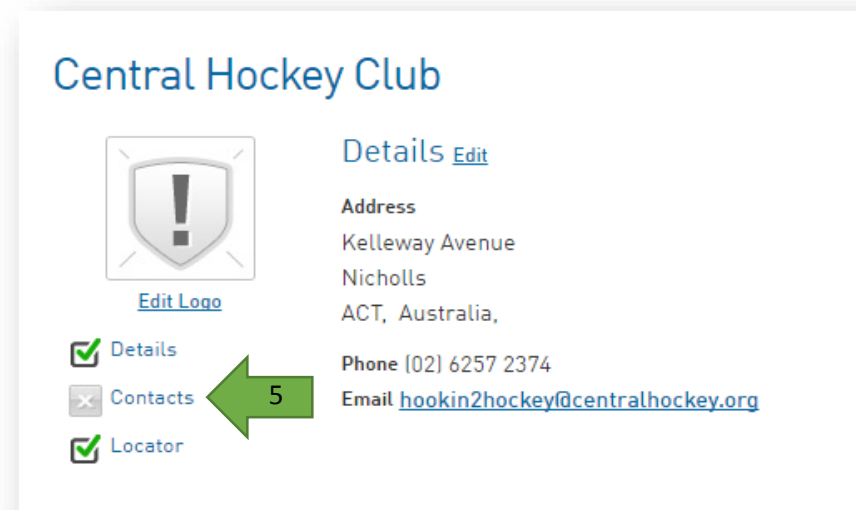 Central Hockey Club
Edit Logo
Details
Contacts
5
Locator
Details Edit
Address
Kelleway Avenue
Nicholls
ACT, Australia,
Phone (02) 6257 2374
Email hookin2hockey@centralhockey.org